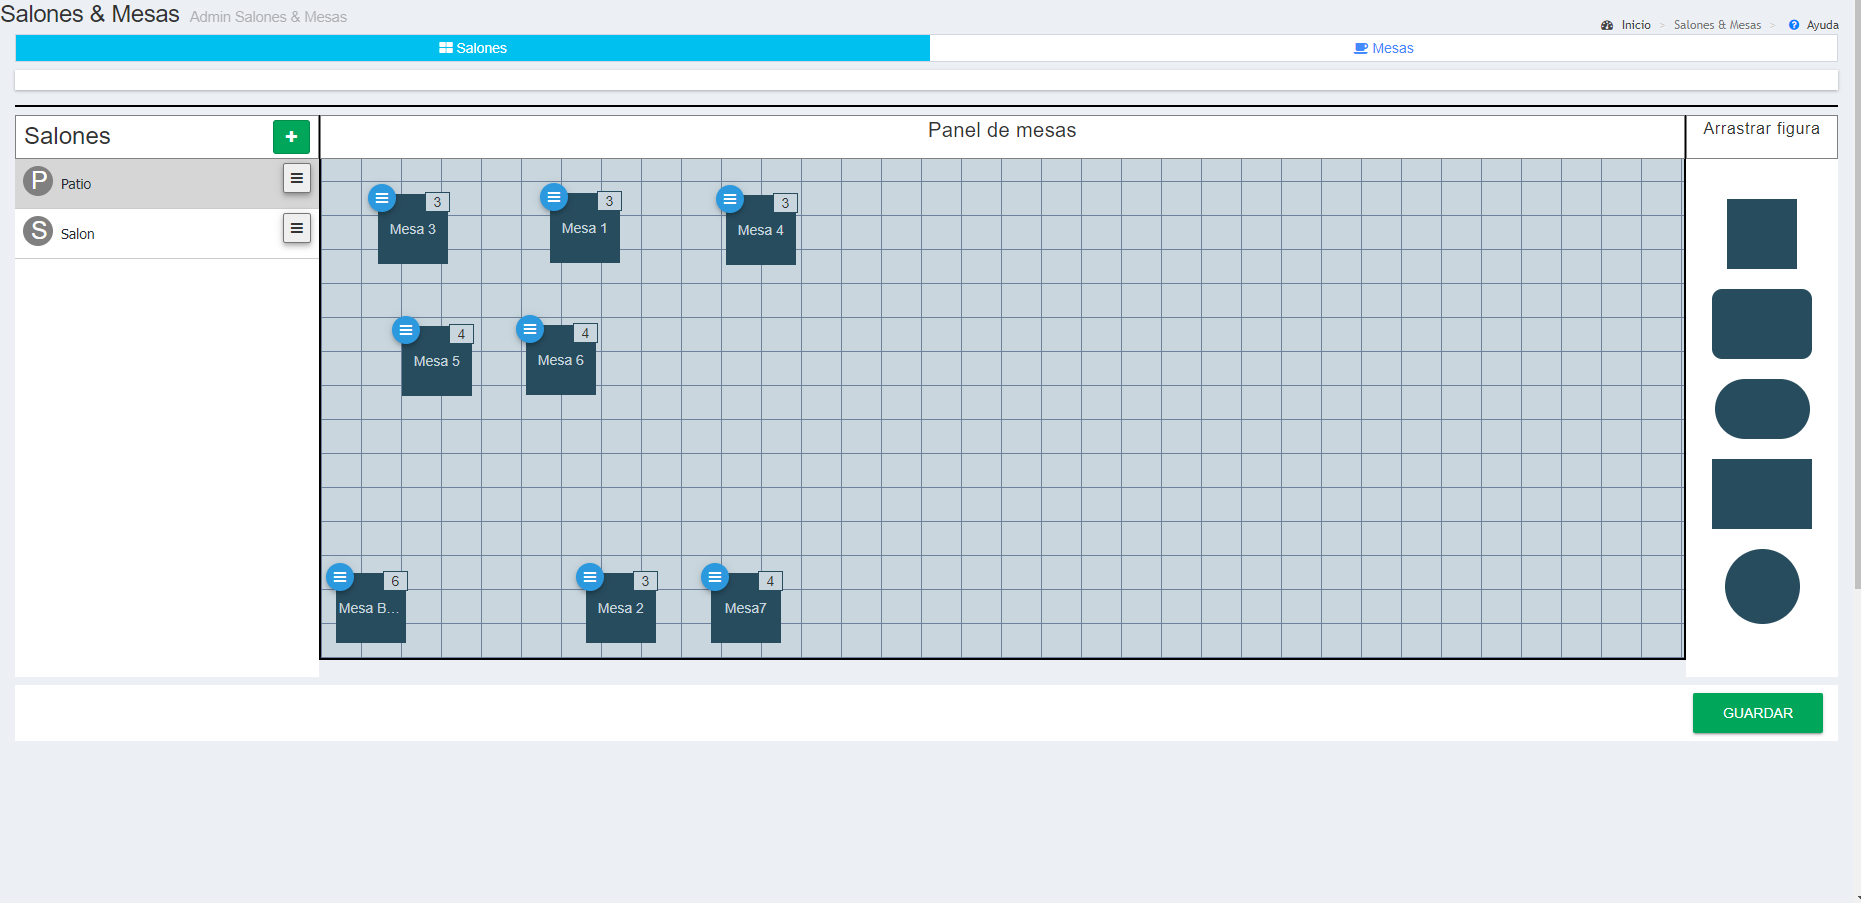 Salones & Mesas Admin Salones & Mesas
Inicio > Salones & Mesas > ? Ayuda
Salones
Mesas
Salones +
Panel de mesas
Arrastrar figura
P Patio
S Salon
3
Mesa 3
3
Mesa 1
3
Mesa 4
4
Mesa 5
4
Mesa 6
6
Mesa B...
3
Mesa 2
4
Mesa7
GUARDAR